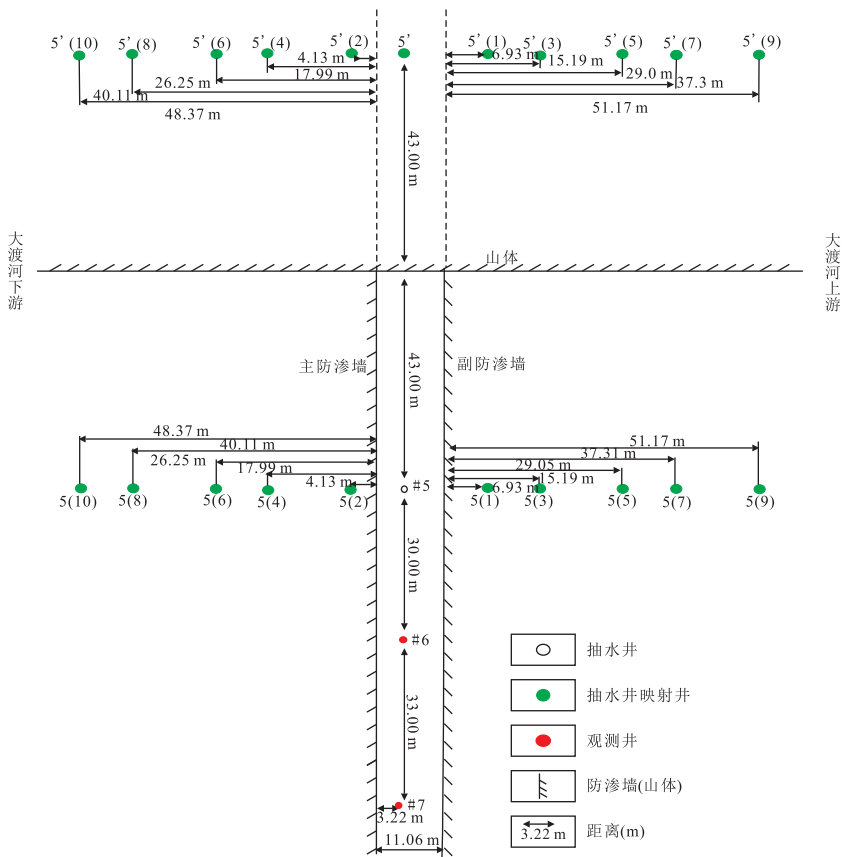 5’(10)
5’(8)
5’(6)
5’(4)
5’(2)
5’
5’(1)
5’(3)
5’(5)
5’(7)
5’(9)
4.13 m
17.99 m
26.25 m
40.11 m
48.37 m
6.93 m
15.19 m
29.0 m
37.3 m
51.17 m
43.00 m
大渡河下游
山体
大渡河上游
主防渗墙
43.00 m
副防渗墙
48.37 m
40.11 m
26.25 m
17.99 m
4.13 m
51.17 m
37.31 m
29.05 m
15.19 m
6.93 m
5(10)
5(8)
5(6)
5(4)
5(2)
#5
5(1)
5(3)
5(5)
5(7)
5(9)
30.00 m
#6
33.00 m
#7
3.22 m
11.06 m
抽水井
抽水井映射井
观测井
防渗墙(山体)
3.22 m
距离(m)